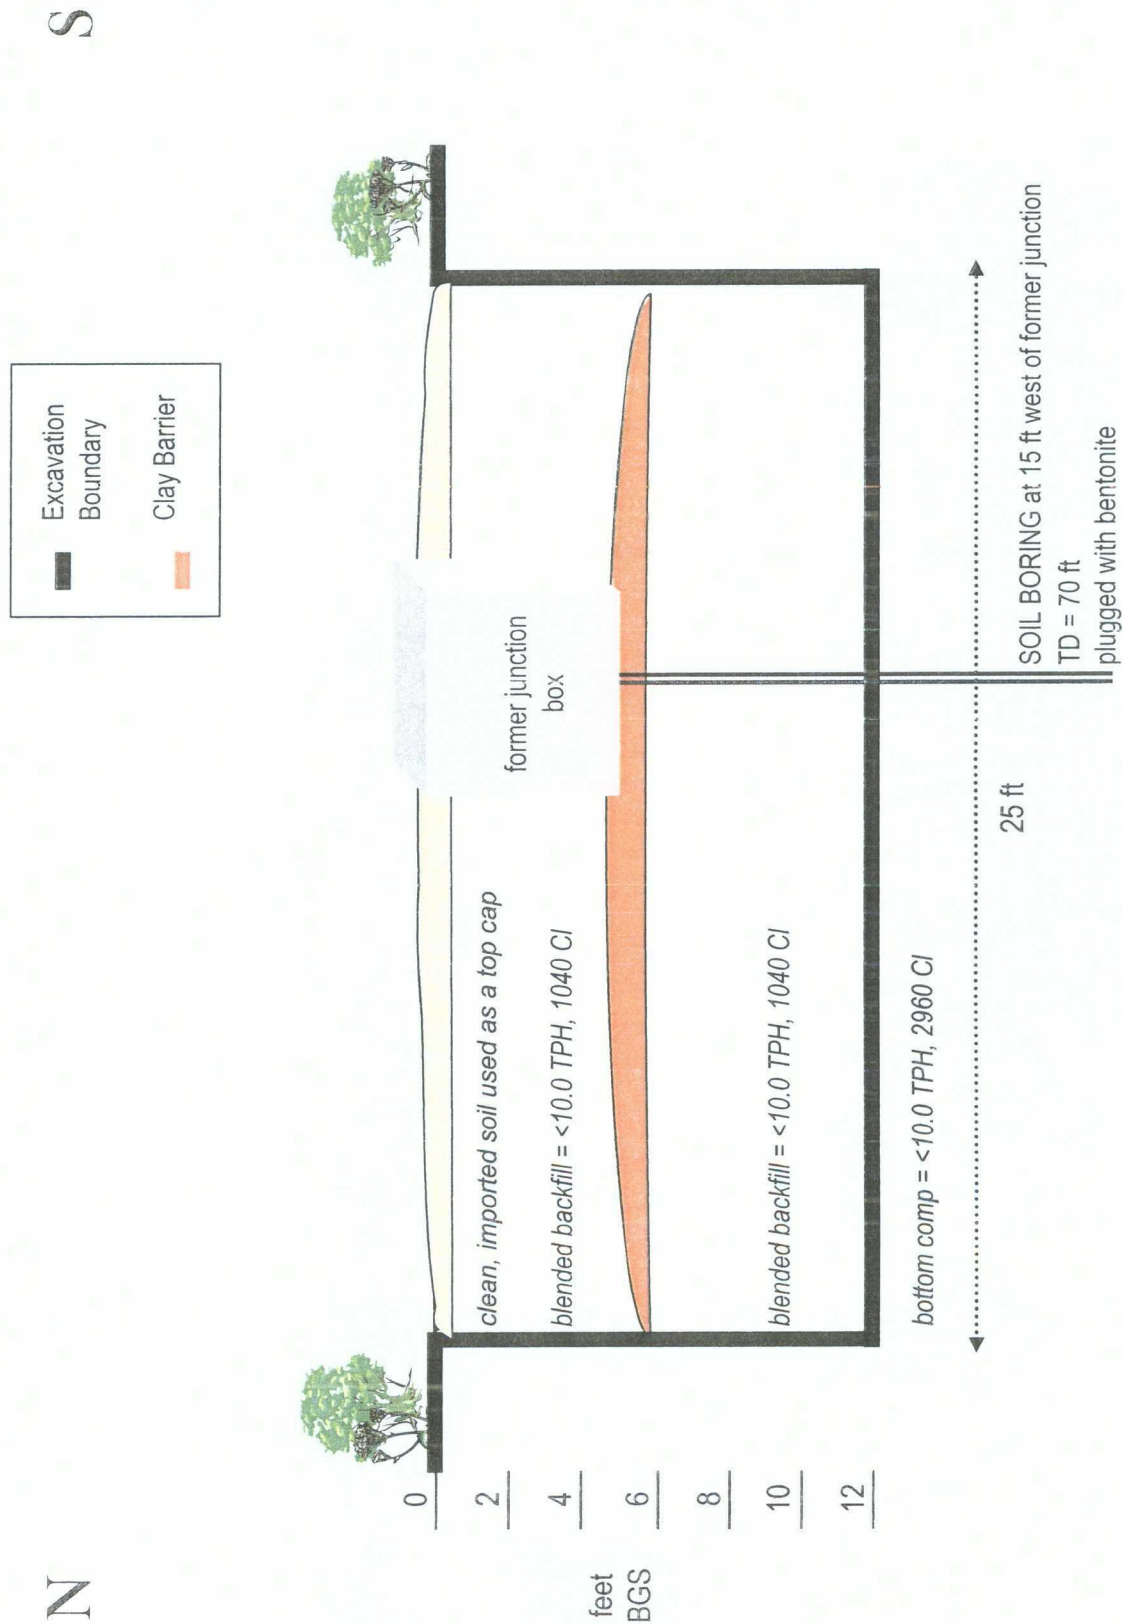 N
S
Excavation
Boundary
Clay Barrier
feet
BGS
0
2
4
6
8
10
12
former junction
box
clean, imported soil used as a top cap
blended backfill = <10.0 TPH, 1040 Cl
blended backfill = <10.0 TPH, 1040 Cl
bottom comp = <10.0 TPH, 2960 Cl
25 ft
SOIL BORING at 15 ft west of former junction
TD = 70 ft
plugged with bentonite